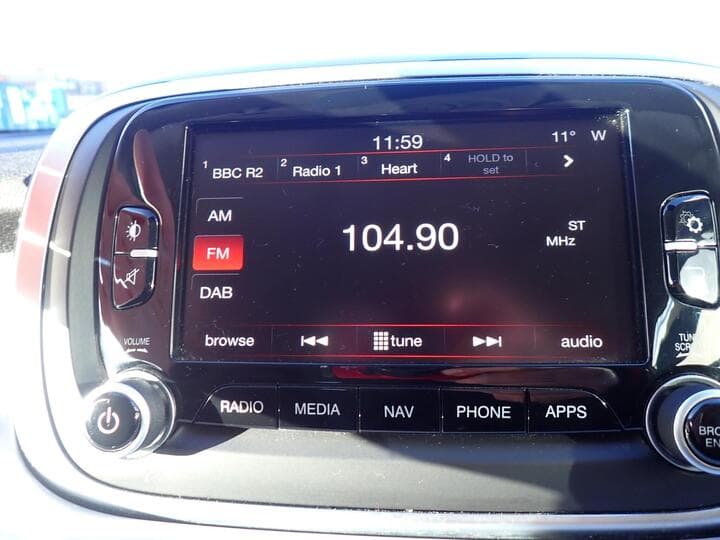 11:59 11° W
1 BBC R2 2 Radio 1 3 Heart 4 HOLD to
set
AM
FM
DAB
104.90
ST
MHz
browse tune audio
VOLUME
RADIO MEDIA NAV PHONE APPS